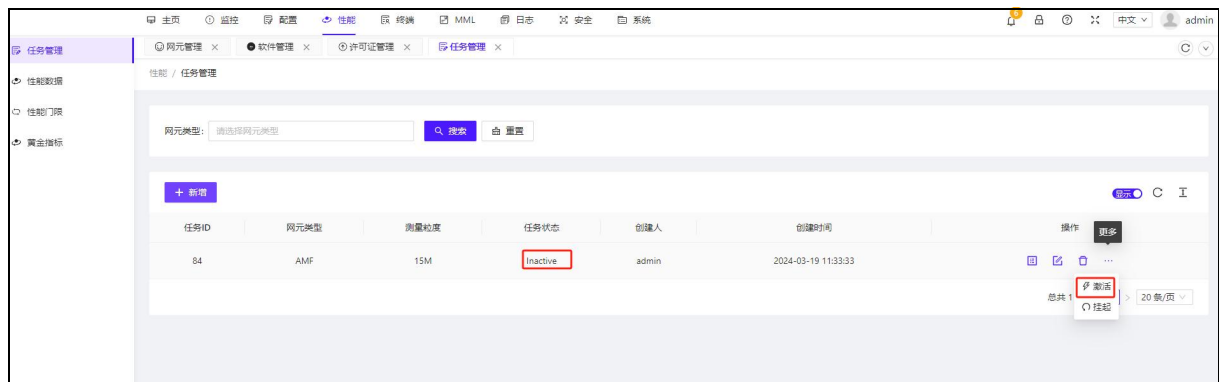 主页 监控 配置 性能 终端 MML 日志 安全 系统 6 中文 admin
任务管理 网元管理 × 软件管理 × 许可证管理 × 任务管理 ×
性能数据 性能 / 任务管理
性能门限
黄金指标
网元类型: 请选择网元类型 搜索 重置
+ 新增 显示
任务ID 网元类型 测量粒度 任务状态 创建人 创建时间 操作 更多
84 AMF 15M Inactive admin 2024-03-19 11:33:33 ...
总共 1 激活 > 20 条/页
挂起